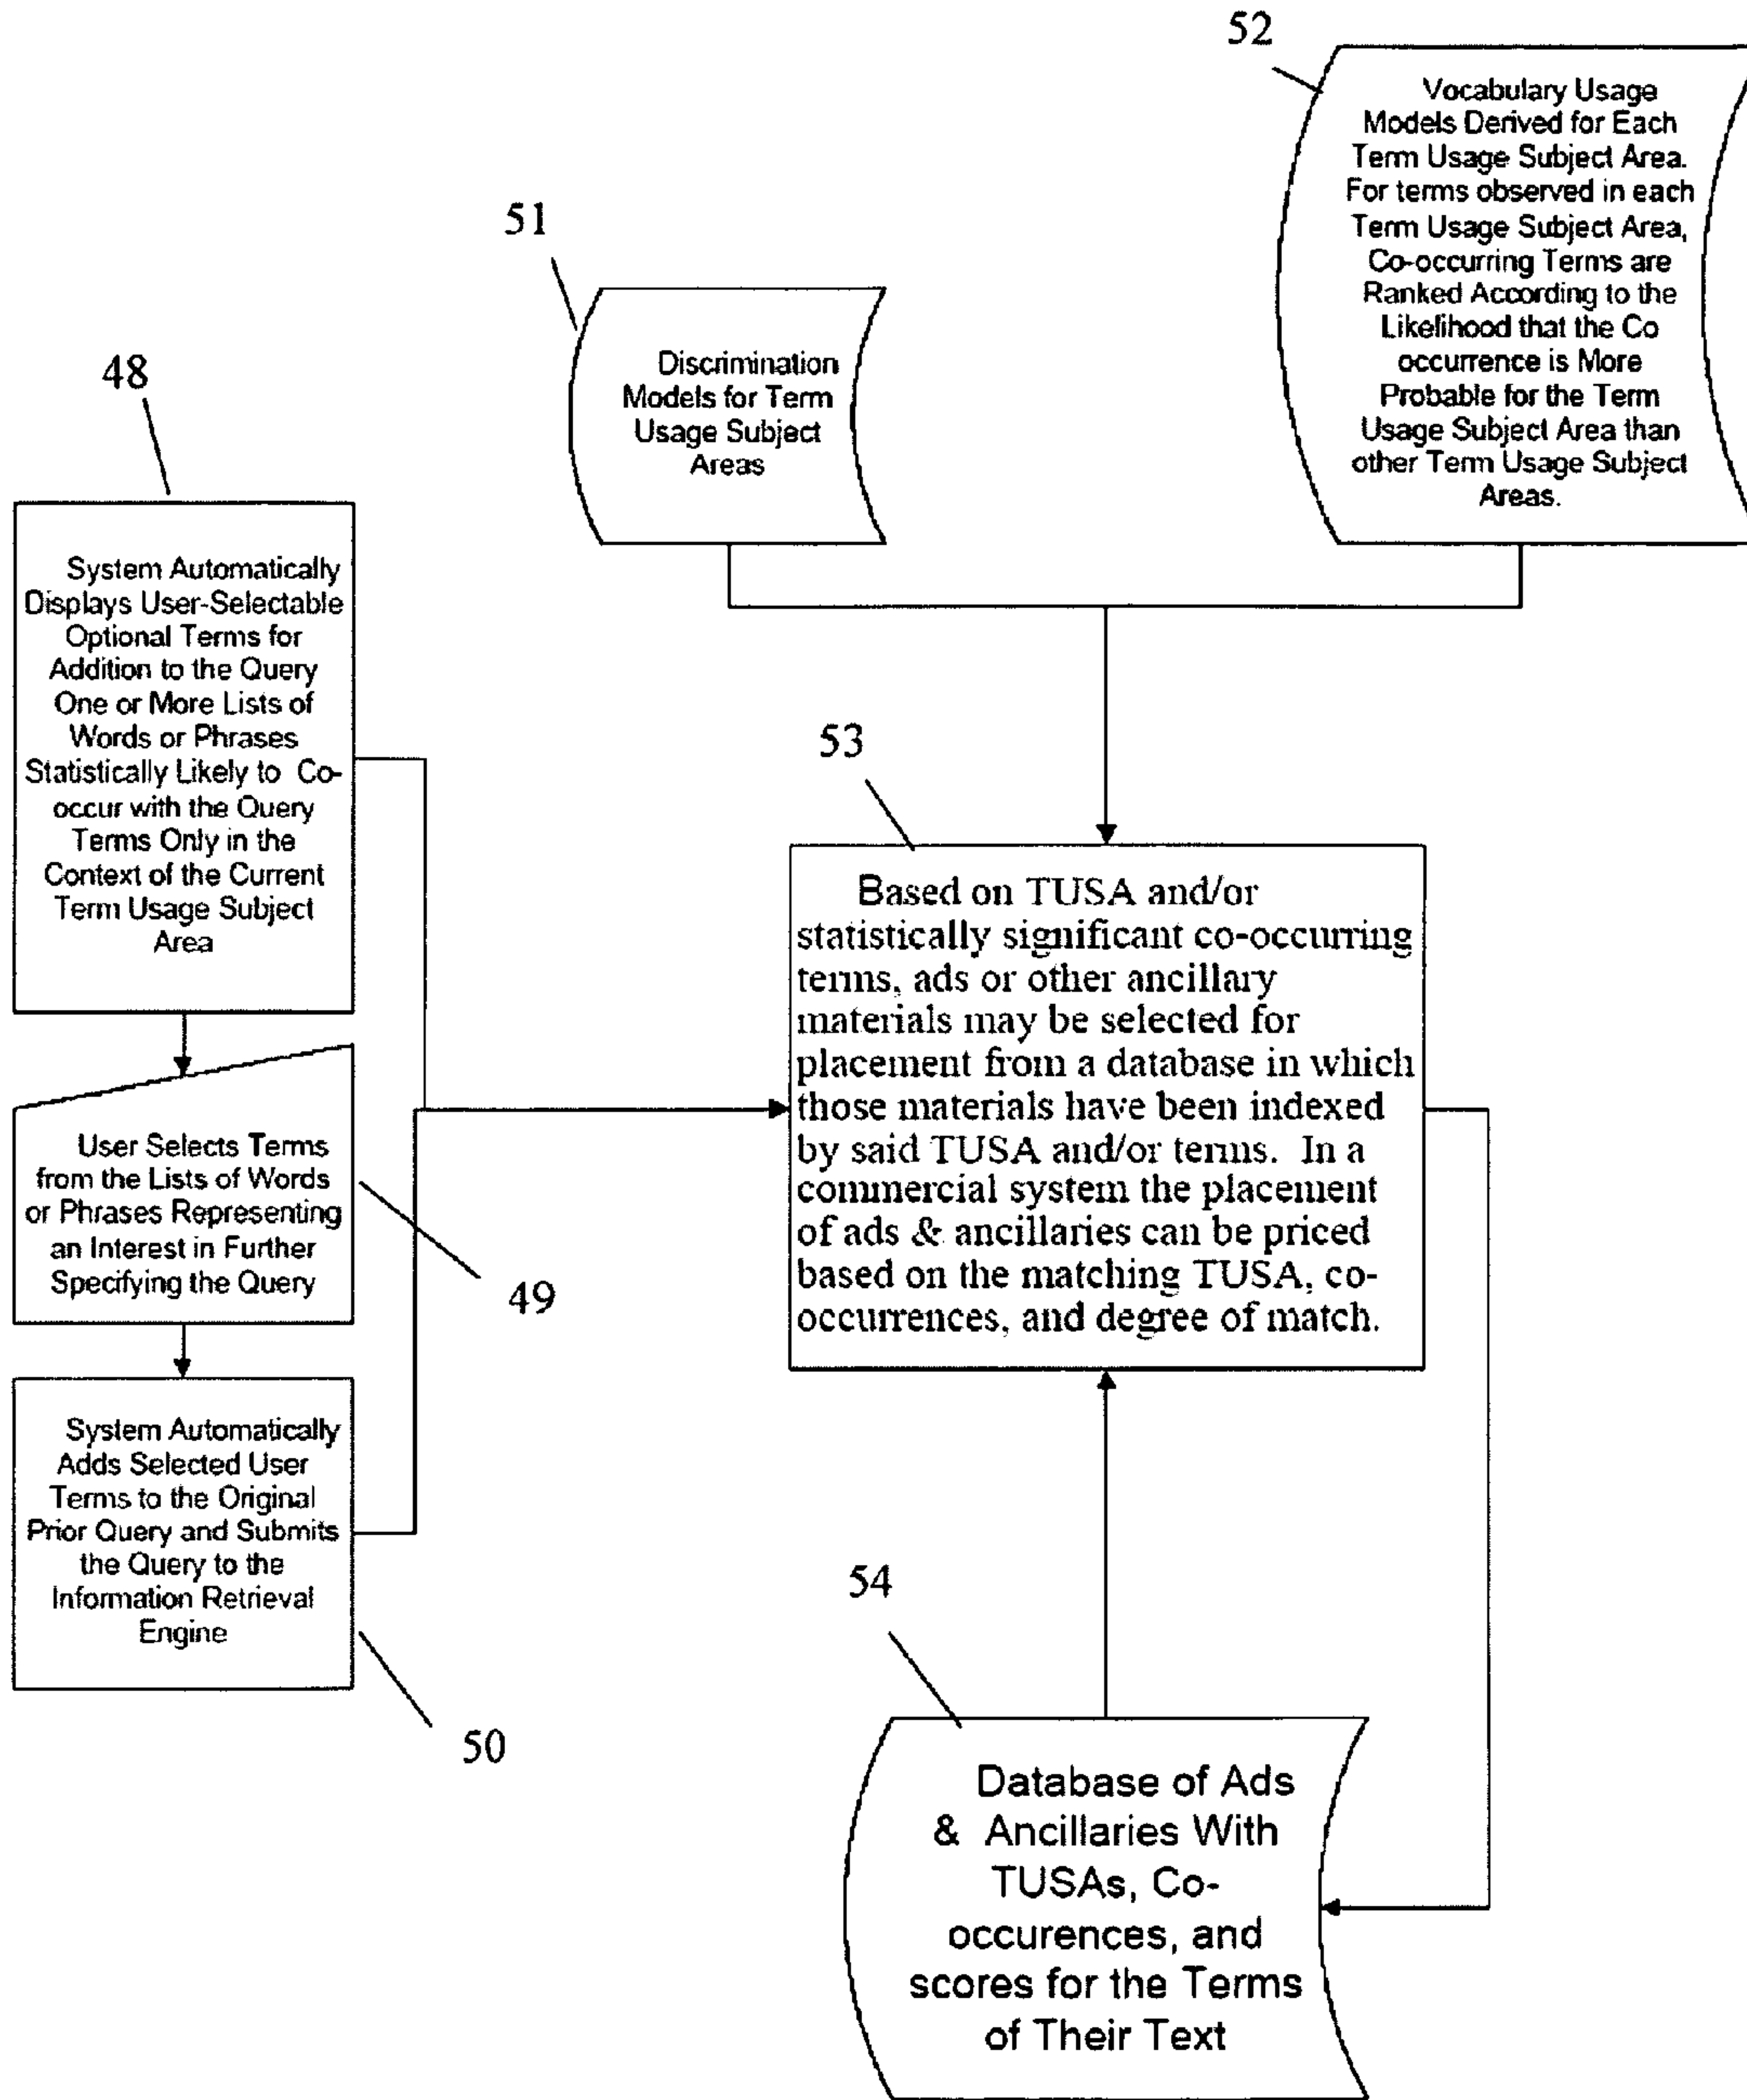 52
Vocabulary Usage
Models Derived for Each
Term Usage Subject Area.
For terms observed in each
Term Usage Subject Area,
Co-occurring Terms are
Ranked According to the
Likelihood that the Co
occurrence is More
Probable for the Term
Usage Subject Area than
other Term Usage Subject
Areas.
51
Discrimination
Models for Term
Usage Subject
Areas
48
System Automatically
Displays User-Selectable
Optional Terms for
Addition to the Query
One or More Lists of
Words or Phrases
Statistically Likely to Co-
occur with the Query
Terms Only in the
Context of the Current
Term Usage Subject
Area
User Selects Terms
from the Lists of Words
or Phrases Representing
an Interest in Further
Specifying the Query
49
System Automatically
Adds Selected User
Terms to the Original
Prior Query and Submits
the Query to the
Information Retrieval
Engine
50
53
Based on TUSA and/or
statistically significant co-occurring
terms, ads or other ancillary
materials may be selected for
placement from a database in which
those materials have been indexed
by said TUSA and/or terms. In a
commercial system the placement
of ads & ancillaries can be priced
based on the matching TUSA, co-
occurrences, and degree of match.
54
Database of Ads
& Ancillaries With
TUSAs, Co-
occurences, and
scores for the Terms
of Their Text